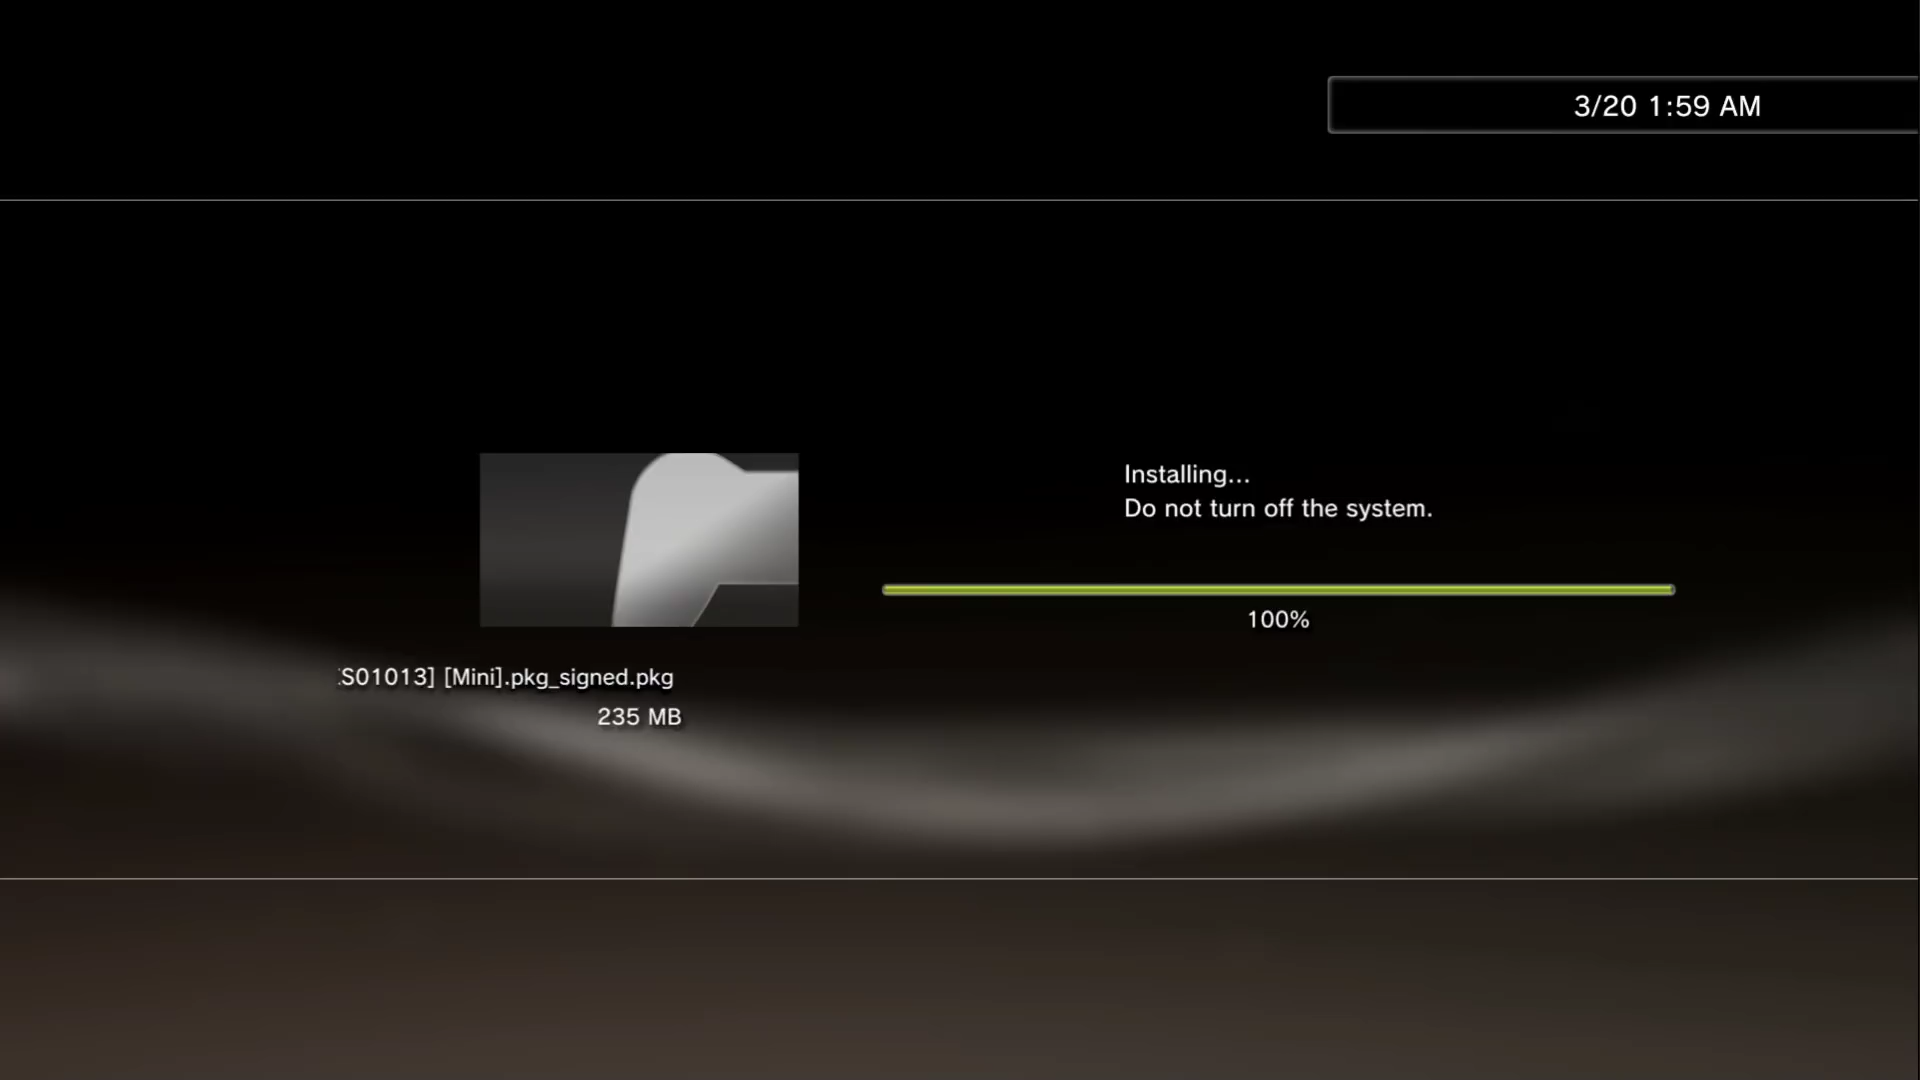 3/20 1:59 AM
Installing...
Do not turn off the system.
100%
S01013] [Mini].pkg_signed.pkg
235 MB